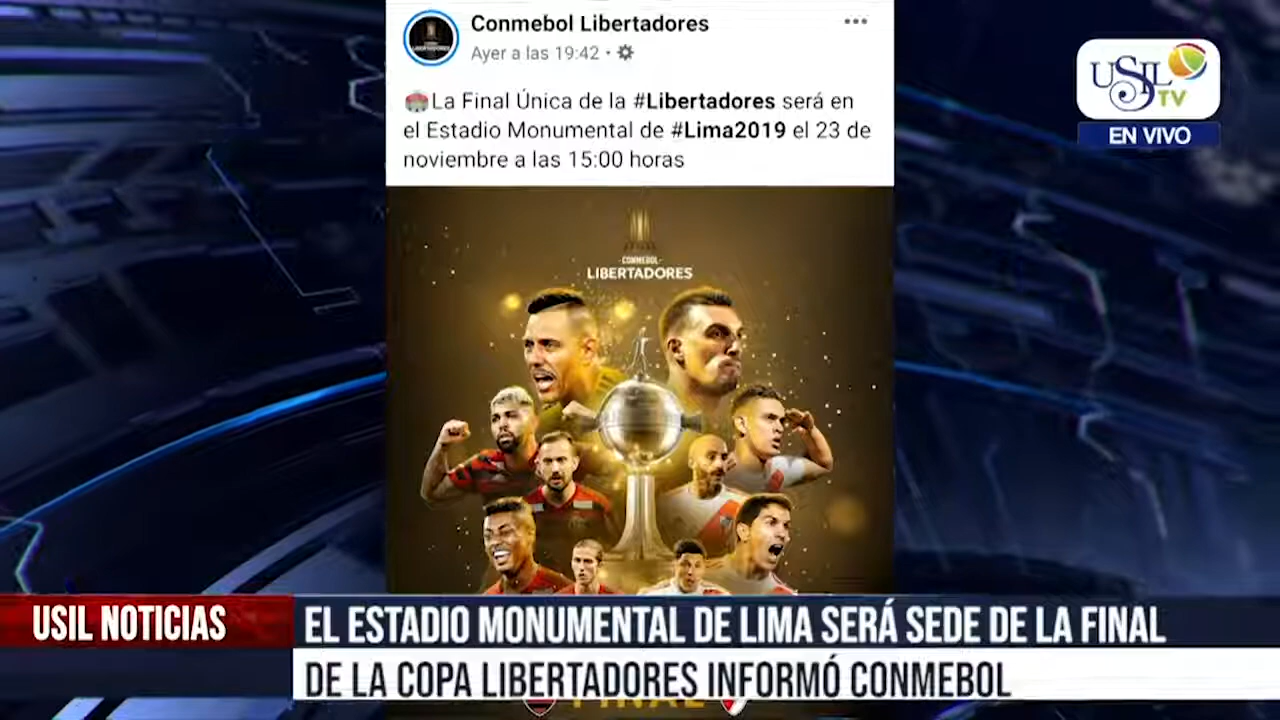 Conmebol Libertadores
Ayer a las 19:42 •
La Final Única de la #Libertadores será en
el Estadio Monumental de #Lima2019 el 23 de
noviembre a las 15:00 horas
USIL
TV
EN VIVO
CONMEBOL
LIBERTADORES
USIL NOTICIAS
EL ESTADIO MONUMENTAL DE LIMA SERÁ SEDE DE LA FINAL
DE LA COPA LIBERTADORES INFORMÓ CONMEBOL
FINAL